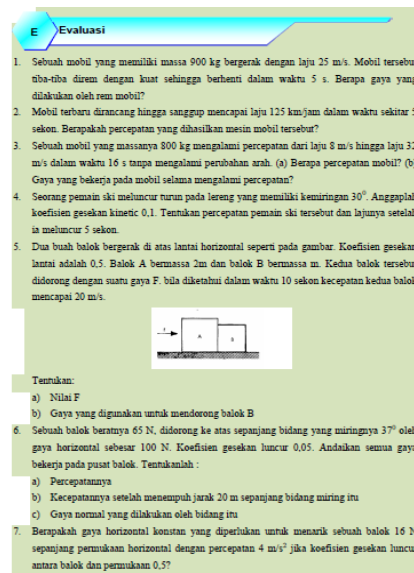 E Evaluasi
1. Sebuah mobil yang memiliki massa 900 kg bergerak dengan laju 25 m/s. Mobil tersebu
tiba-tiba direm dengan kuat sehingga berhenti dalam waktu 5 s. Berapa gaya yang
dilakukan oleh rem mobil?
2. Mobil terbaru dirancang hingga sanggup mencapai laju 125 km/jam dalam waktu sekitar 5
sekon. Berapakah percepatan yang dihasilkan mesin mobil tersebut?
3. Sebuah mobil yang massanya 800 kg mengalami percepatan dari laju 8 m/s hingga laju 32
m/s dalam waktu 16 s tanpa mengalami perubahan arah. (a) Berapa percepatan mobil? (b)
Gaya yang bekerja pada mobil selama mengalami percepatan?
4. Seorang pemain ski meluncur turun pada lereng yang memiliki kemiringan 30⁰. Anggaplah
koefisien gesekan kinetic 0,1. Tentukan percepatan pemain ski tersebut dan lajunya setelah
ia meluncur 5 sekon.
5. Dua buah balok bergerak di atas lantai horizontal seperti pada gambar. Koefisien gesekan
lantai adalah 0,5. Balok A bermassa 2m dan balok B bermassa m. Kedua balok tersebu
didorong dengan suatu gaya F. bila diketahui dalam waktu 10 sekon kecepatan kedua balok
mencapai 20 m/s.
F A B
Tentukan:
a) Nilai F
b) Gaya yang digunakan untuk mendorong balok B
6. Sebuah balok beratnya 65 N, didorong ke atas sepanjang bidang yang miringnya 37⁰ oleh
gaya horizontal sebesar 100 N. Koefisien gesekan luncur 0,05. Andaikan semua gaya
bekerja pada pusat balok. Tentukanlah :
a) Percepatannya
b) Kecepatannya setelah menempuh jarak 20 m sepanjang bidang miring itu
c) Gaya normal yang dilakukan oleh bidang itu
7. Berapakah gaya horizontal konstan yang diperlukan untuk menarik sebuah balok 16 N
sepanjang permukaan horizontal dengan percepatan 4 m/s² jika koefisien gesekan luncu
antara balok dan permukaan 0,5?